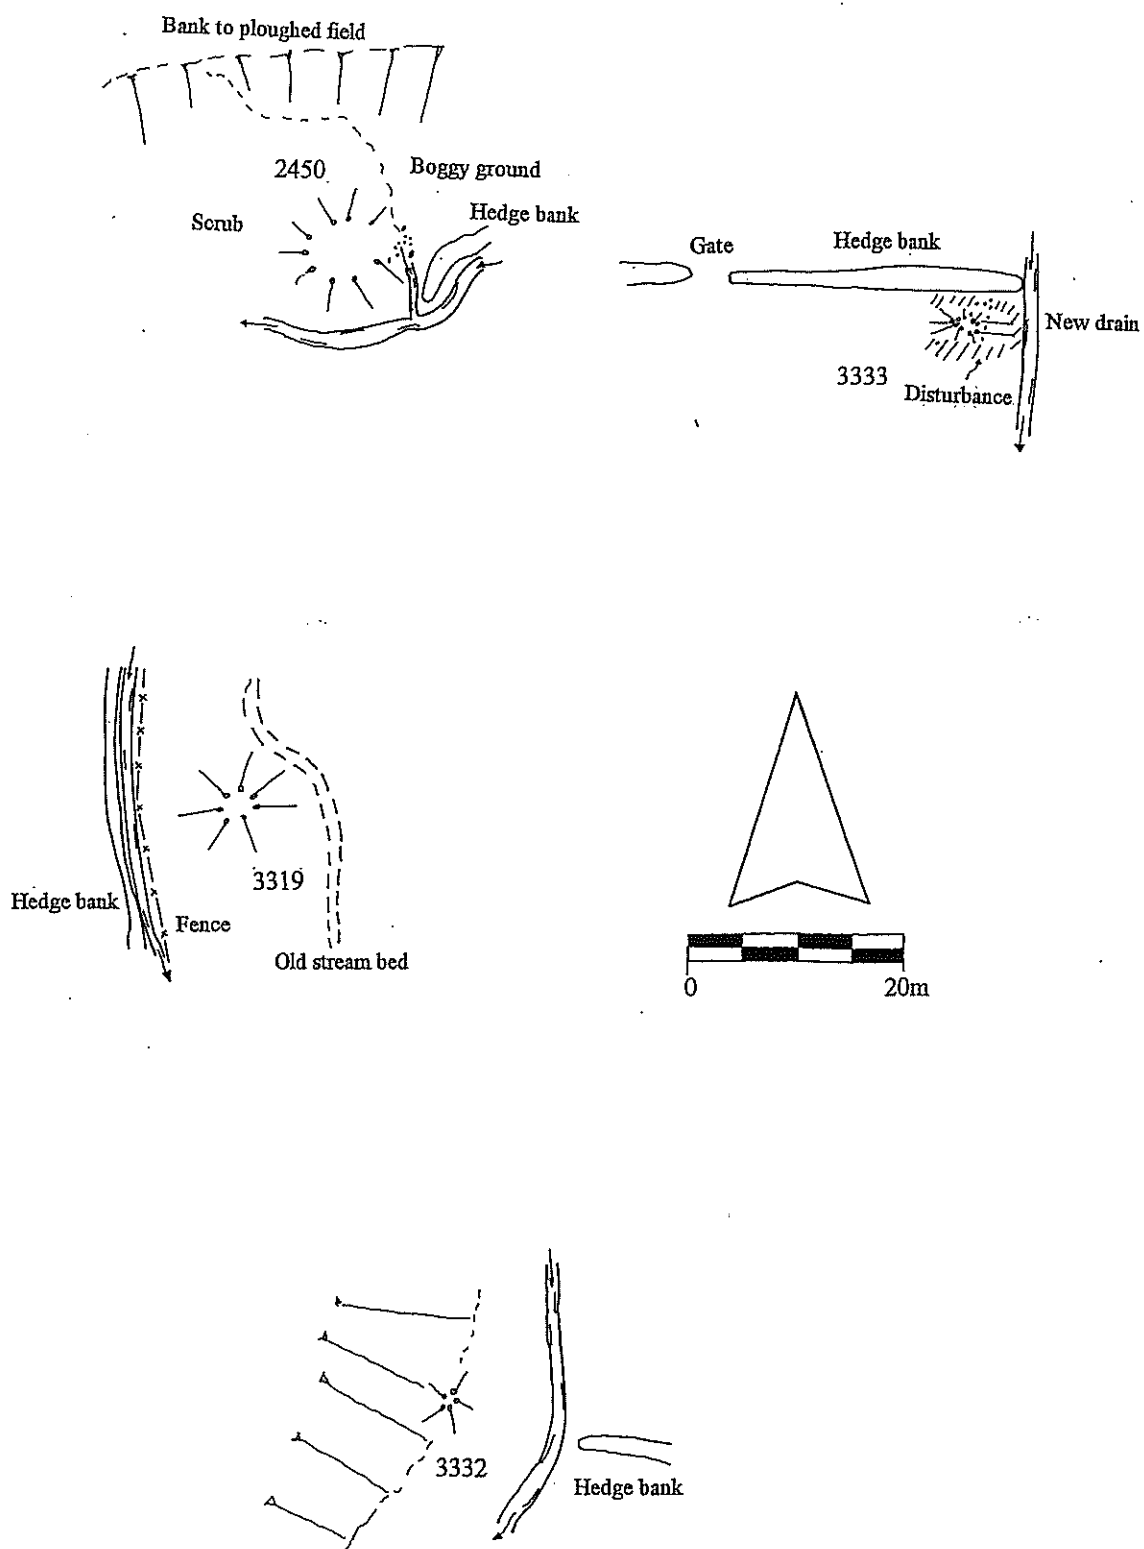 Bank to ploughed field
2450
Boggy ground
Scrub
Hedge bank
Gate
Hedge bank
New drain
3333
Disturbance
3319
Hedge bank
Fence
Old stream bed
0 20m
3332
Hedge bank